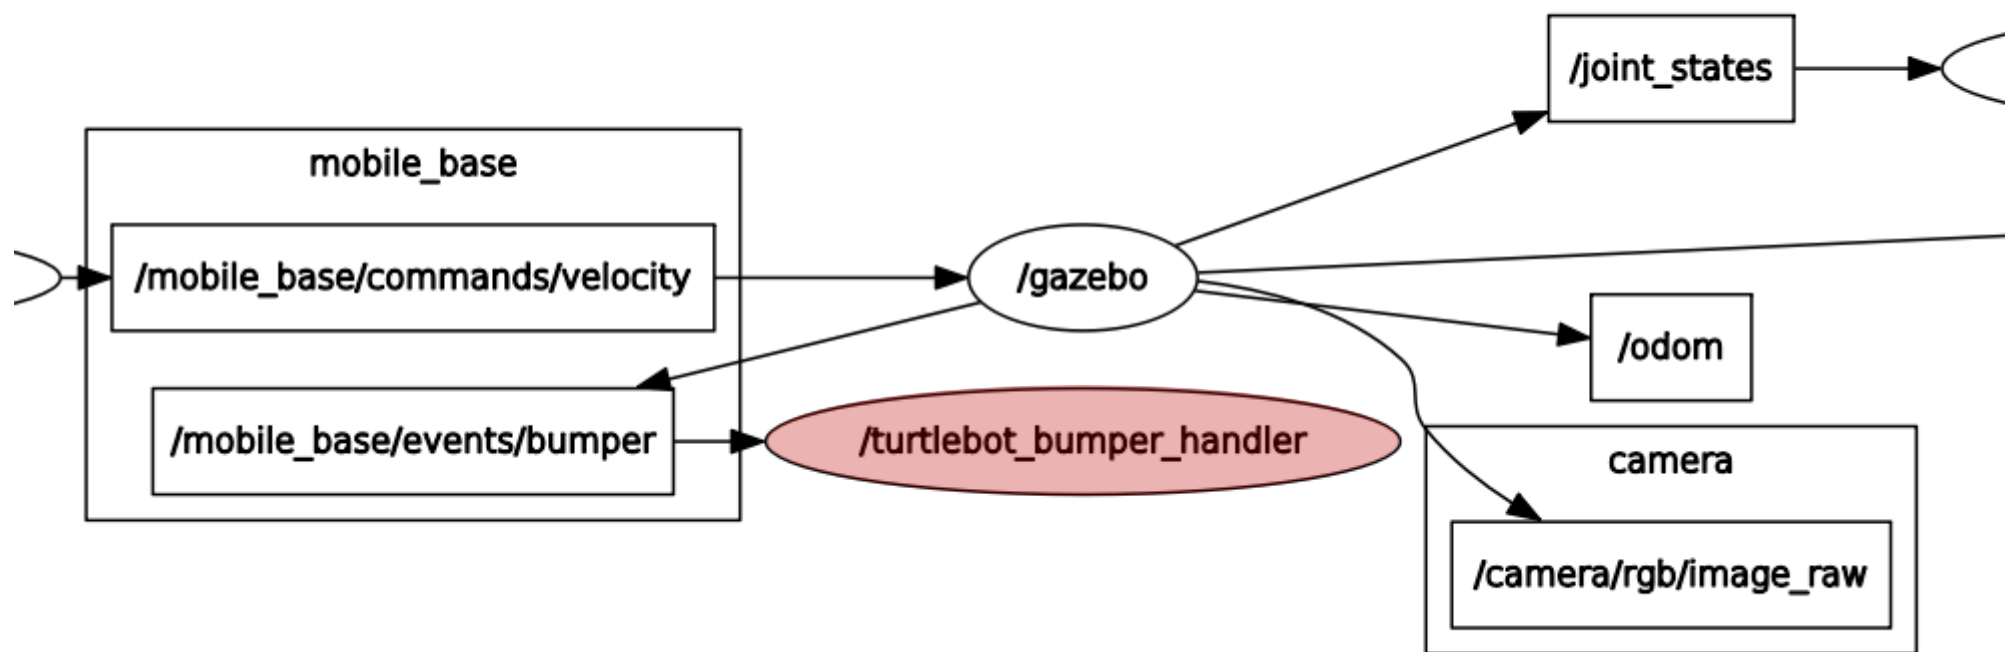 /joint_states
mobile_base
/mobile_base/commands/velocity
/gazebo
/odom
/mobile_base/events/bumper
/turtlebot_bumper_handler
camera
/camera/rgb/image_raw